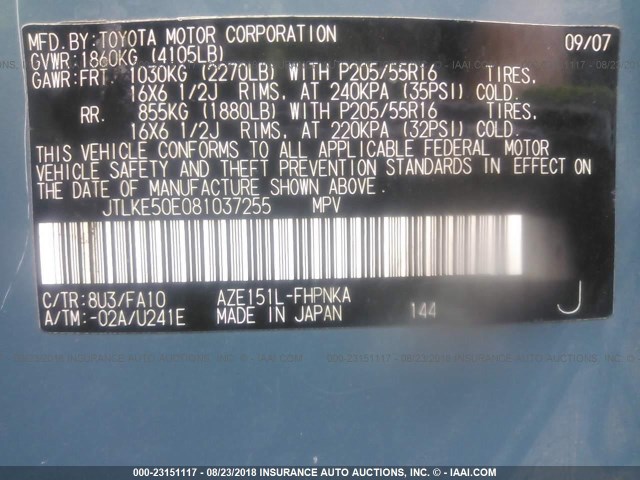 MFD.BY:TOYOTA MOTOR CORPORATION 09/07
GVWR:1860KG (4105LB)
GAWR:FRT. 1030KG (2270LB) WITH P205/55R16 TIRES,
16X6 1/2J RIMS, AT 240KPA (35PSI) COLD.
RR. 855KG (1880LB) WITH P205/55R16 TIRES,
16X6 1/2J RIMS, AT 220KPA (32PSI) COLD.
THIS VEHICLE CONFORMS TO ALL APPLICABLE FEDERAL MOTOR
VEHICLE SAFETY AND THEFT PREVENTION STANDARDS IN EFFECT ON
THE DATE OF MANUFACTURE SHOWN ABOVE.
JTLKE50E081037255 MPV
C/TR:8U3/FA10 AZE151L-FHPNKA
A/TM:-02A/U241E MADE IN JAPAN 144 J
000-23151117 - 08/23/2018 INSURANCE AUTO AUCTIONS, INC. - IAAI.COM